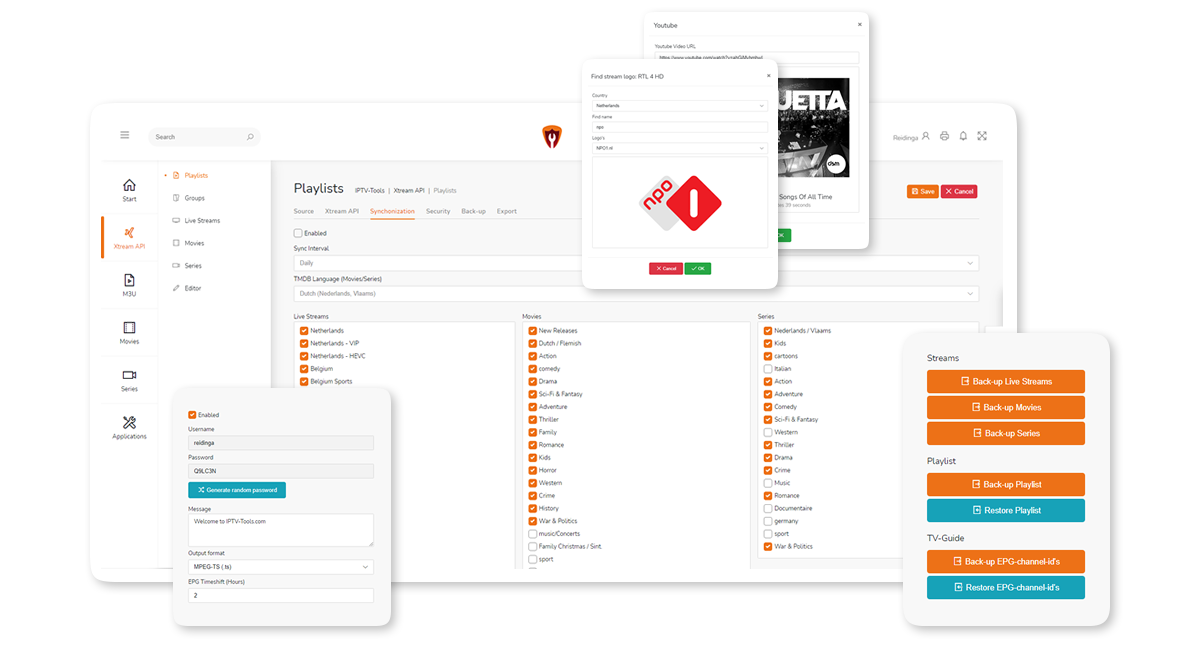 Youtube
×
Youtube Video URL
Find stream logo: RTL 4 HD
×
Country
Netherlands
Find name
npo
Logo's
NPO1.nl
npo
1
Cancel
OK
UETTA
dsm
Songs Of All Time
39 seconds
Search
Reidinga
Start
Xtream API
M3U
Movies
Series
Applications
Playlists
Groups
Live Streams
Movies
Series
Editor
Playlists
IPTV-Tools | Xtream API | Playlists
Save
Cancel
Source
Xtream API
Synchonization
Security
Back-up
Export
Enabled
Sync Interval
Daily
TMDB Language (Movies/Series)
Dutch (Nederlands, Vlaams)
Live Streams
Netherlands
Netherlands - VIP
Netherlands - HEVC
Belgium
Belgium Sports
Movies
New Releases
Dutch / Flemish
Action
comedy
Drama
Sci-Fi & Fantasy
Adventure
Thriller
Family
Romance
Kids
Horror
Western
Crime
History
War & Politics
music/Concerts
Family Christmas / Sint
sport
Series
Nederlands / Vlaams
Kids
cartoons
Italian
Action
Adventure
Comedy
Sci-Fi & Fantasy
Western
Thriller
Drama
Crime
Music
Romance
Documentaire
germany
sport
War & Politics
Enabled
Username
reidinga
Password
Q9LC3N
Generate random password
Message
Welcome to IPTV-Tools.com
Output format
MPEG-TS (.ts)
EPG Timeshift (Hours)
2
Streams
Back-up Live Streams
Back-up Movies
Back-up Series
Playlist
Back-up Playlist
Restore Playlist
TV-Guide
Back-up EPG-channel-id's
Restore EPG-channel-id's